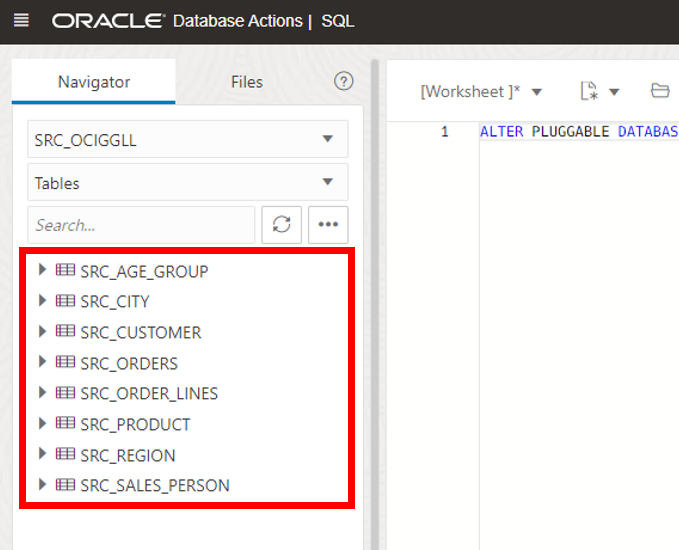 ORACLE Database Actions | SQL
Navigator Files ?
[Worksheet ]*
SRC_OCIGGLL
1 ALTER PLUGGABLE DATABAS
Tables
Search...
SRC_AGE_GROUP
SRC_CITY
SRC_CUSTOMER
SRC_ORDERS
SRC_ORDER_LINES
SRC_PRODUCT
SRC_REGION
SRC_SALES_PERSON